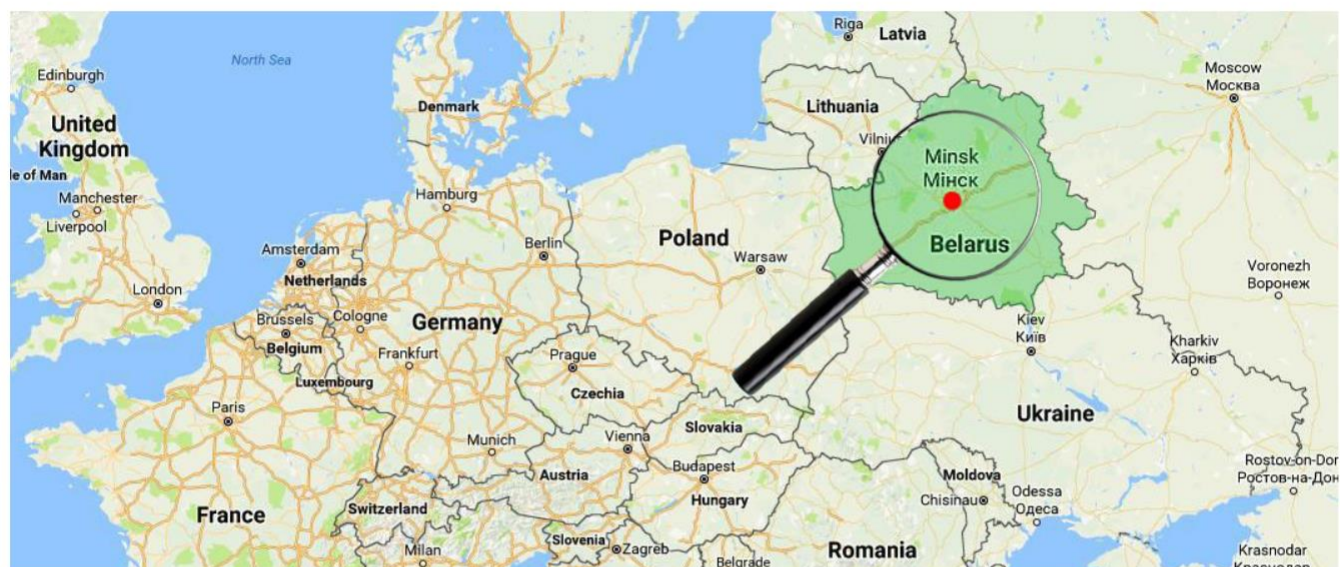 Riga
Latvia
North Sea
Moscow
Москва
Edinburgh
Denmark
Lithuania
United
Kingdom
Minsk
Мінск
le of Man
Manchester
Liverpool
Hamburg
Poland
Belarus
Amsterdam
Berlin
Warsaw
Netherlands
Voronezh
Воронеж
London
Brussels
Cologne
Germany
Kiev
Київ
Belgium
Frankfurt
Prague
Kharkiv
Харків
Luxembourg
Czechia
Paris
Ukraine
Slovakia
Munich
Vienna
Budapest
Austria
Moldova
Rostov-on-Don
Ростов-на-Дон
Hungary
Chisinau
Odessa
Одеса
France
Switzerland
Slovenia
Zagreb
Milan
Romania
Belgrade
Krasnodar